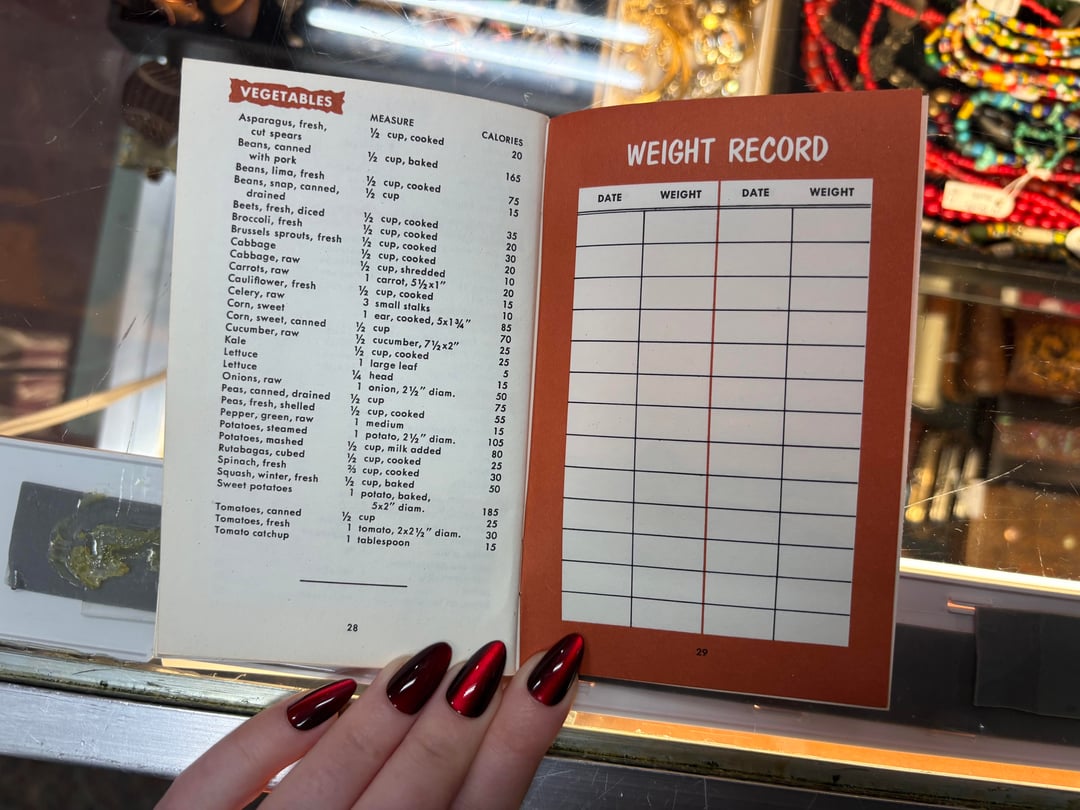 VEGETABLES
MEASURE CALORIES
Asparagus, fresh,
cut spears ½ cup, cooked 20
Beans, canned
with pork ½ cup, baked 165
Beans, lima, fresh ½ cup, cooked 75
Beans, snap, canned, ½ cup 15
drained
Beets, fresh, diced ½ cup, cooked 35
Broccoli, fresh ½ cup, cooked 20
Brussels sprouts, fresh ½ cup, cooked 30
Cabbage ½ cup, cooked 20
Cabbage, raw ½ cup, shredded 10
Carrots, raw 1 carrot, 5½x1" 20
Cauliflower, fresh ½ cup, cooked 15
Celery, raw 3 small stalks 10
Corn, sweet 1 ear, cooked, 5x1¾" 85
Corn, sweet, canned ½ cup 70
Cucumber, raw ½ cucumber, 7½x2" 25
Kale ½ cup, cooked 25
Lettuce 1 large leaf 5
Lettuce ¼ head 15
Onions, raw 1 onion, 2½" diam. 50
Peas, canned, drained ½ cup 75
Peas, fresh, shelled ½ cup, cooked 55
Pepper, green, raw 1 medium 15
Potatoes, steamed 1 potato, 2½" diam. 105
Potatoes, mashed ½ cup, milk added 80
Rutabagas, cubed ½ cup, cooked 25
Spinach, fresh ⅔ cup, cooked 30
Squash, winter, fresh ½ cup, baked 50
Sweet potatoes 1 potato, baked,
5x2" diam. 185
Tomatoes, canned ½ cup 25
Tomatoes, fresh 1 tomato, 2x2½" diam. 30
Tomato catchup 1 tablespoon 15
28
WEIGHT RECORD
DATE WEIGHT DATE WEIGHT
29